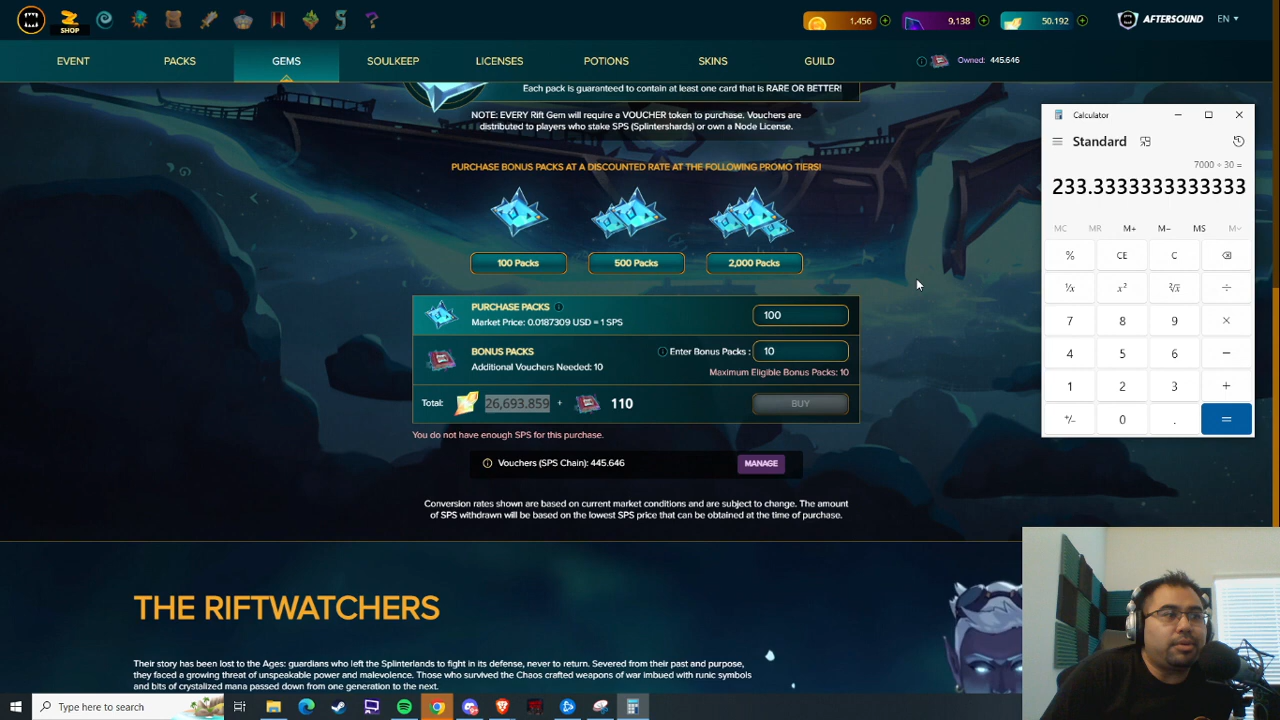 SHOP
1,456
9,138
50.192
AFTERSOUND
EN
EVENT
PACKS
GEMS
SOULKEEP
LICENSES
POTIONS
SKINS
GUILD
Owned: 445.646
Each pack is guaranteed to contain at least one card that is RARE OR BETTER!
NOTE: EVERY Rift Gem will require a VOUCHER token to purchase. Vouchers are
distributed to players who stake SPS (Splintershards) or own a Node License.
PURCHASE BONUS PACKS AT A DISCOUNTED RATE AT THE FOLLOWING PROMO TIERS!
100 Packs
500 Packs
2,000 Packs
PURCHASE PACKS
Market Price: 0.0187309 USD = 1 SPS
100
BONUS PACKS
Additional Vouchers Needed: 10
Enter Bonus Packs :
10
Maximum Eligible Bonus Packs: 10
Total:
26,693.859
+
110
BUY
You do not have enough SPS for this purchase.
Vouchers (SPS Chain): 445.646
MANAGE
Conversion rates shown are based on current market conditions and are subject to change. The amount
of SPS withdrawn will be based on the lowest SPS price that can be obtained at the time of purchase.
THE RIFTWATCHERS
Their story has been lost to the Ages: guardians who left the Splinterlands to fight in its defense, never to return. Severed from their past and purpose,
they faced a growing threat of unspeakable power and malevolence. Those who survived the Chaos crafted weapons of war imbued with runic symbols
and bits of crystalized mana passed down from one generation to the next.
Calculator
Standard
7000 ÷ 30 =
233.3333333333333
MC MR M+ M− MS M˅
% CE C
¹/x x² ²√x ÷
7 8 9 ×
4 5 6 −
1 2 3 +
+/− 0 . =
Type here to search